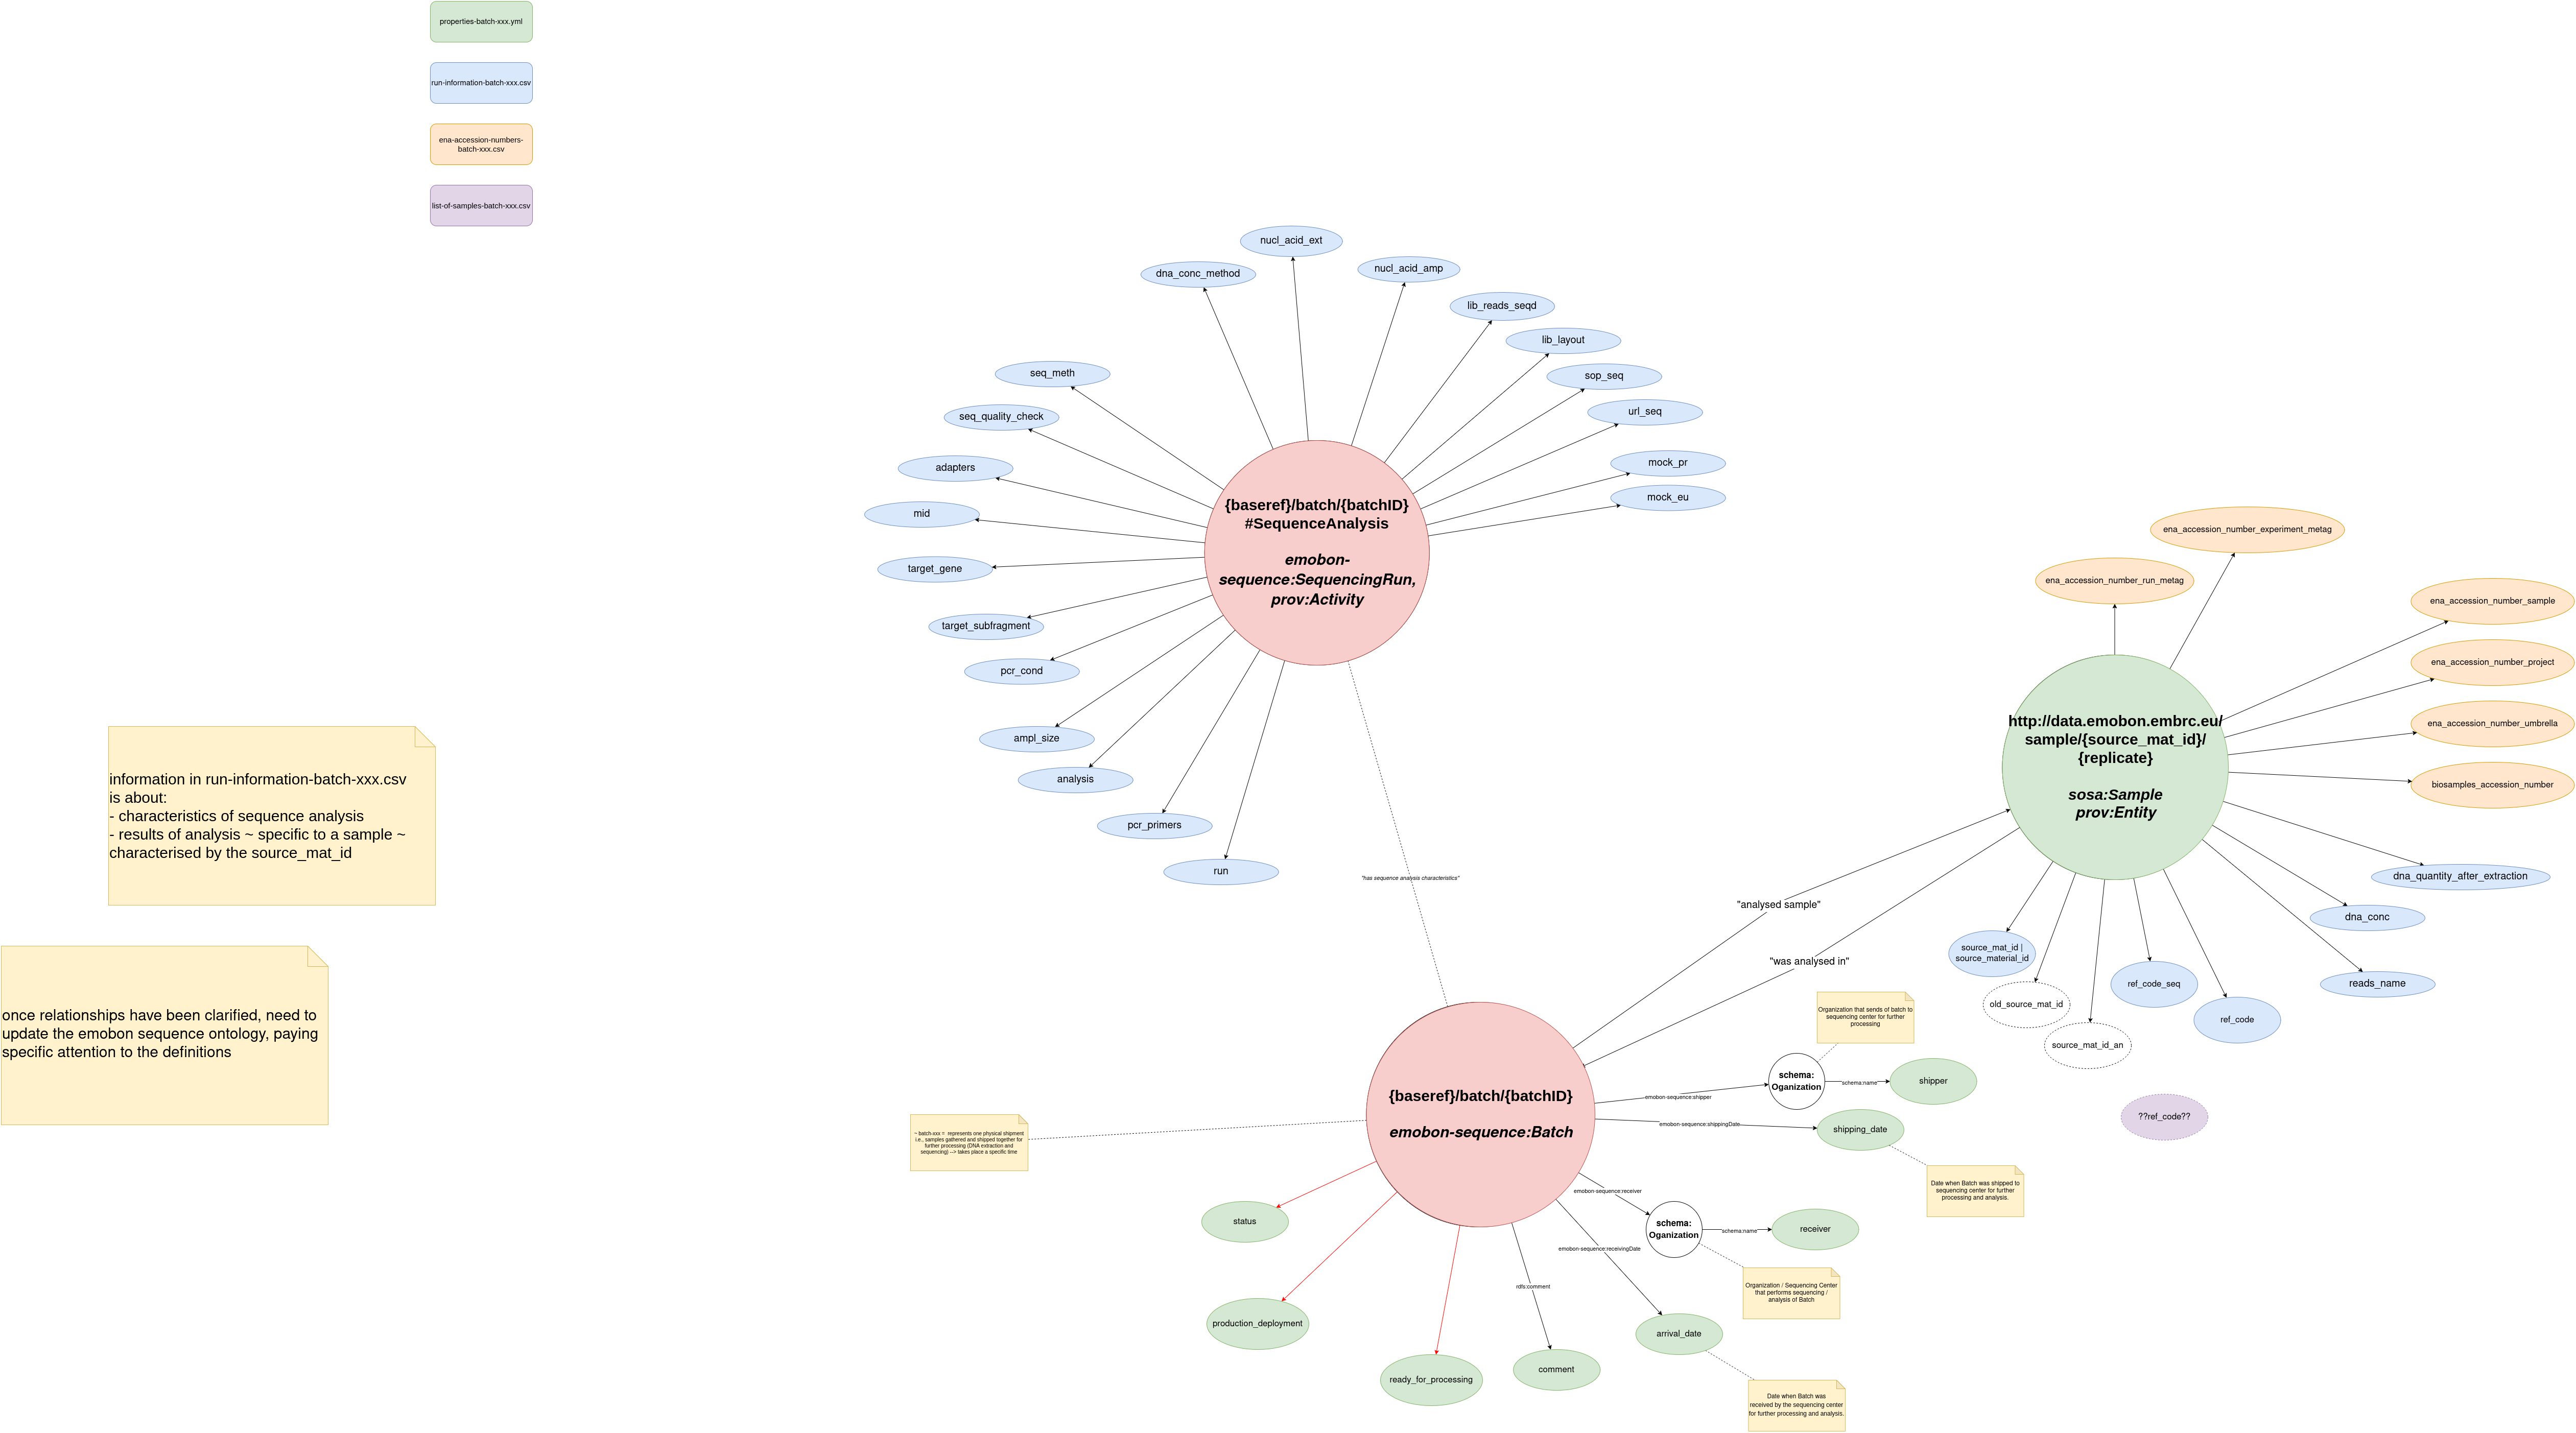 properties-batch-xxx.yml
run-information-batch-xxx.csv
ena-accession-numbers-
batch-xxx.csv
list-of-samples-batch-xxx.csv
nucl_acid_ext
dna_conc_method
nucl_acid_amp
lib_reads_seqd
lib_layout
seq_meth
sop_seq
seq_quality_check
url_seq
adapters
mock_pr
mid
mock_eu
target_gene
target_subfragment
pcr_cond
ampl_size
analysis
pcr_primers
run
{baseref}/batch/{batchID}
#SequenceAnalysis
emobon-
sequence:SequencingRun,
prov:Activity
ena_accession_number_experiment_metag
ena_accession_number_run_metag
ena_accession_number_sample
ena_accession_number_project
ena_accession_number_umbrella
biosamples_accession_number
http://data.emobon.embrc.eu/
sample/{source_mat_id}/
{replicate}
sosa:Sample
prov:Entity
dna_quantity_after_extraction
dna_conc
reads_name
source_mat_id |
source_material_id
old_source_mat_id
source_mat_id_an
ref_code_seq
ref_code
??ref_code??
information in run-information-batch-xxx.csv
is about:
- characteristics of sequence analysis
- results of analysis ~ specific to a sample ~
characterised by the source_mat_id
once relationships have been clarified, need to
update the emobon sequence ontology, paying
specific attention to the definitions
"has sequence analysis characteristics"
"analysed sample"
"was analysed in"
{baseref}/batch/{batchID}
emobon-sequence:Batch
~ batch-xxx = represents one physical shipment
i.e., samples gathered and shipped together for
further processing (DNA extraction and
sequencing) --> takes place a specific time
Organization that sends of batch to
sequencing center for further
processing
emobon-sequence:shipper
schema:
Oganization
schema:name
shipper
emobon-sequence:shippingDate
shipping_date
Date when Batch was shipped to
sequencing center for further
processing and analysis.
emobon-sequence:receiver
schema:
Oganization
schema:name
receiver
Organization / Sequencing Center
that performs sequencing /
analysis of Batch
emobon-sequence:receivingDate
arrival_date
Date when Batch was
received by the sequencing center
for further processing and analysis.
rdfs:comment
comment
status
production_deployment
ready_for_processing